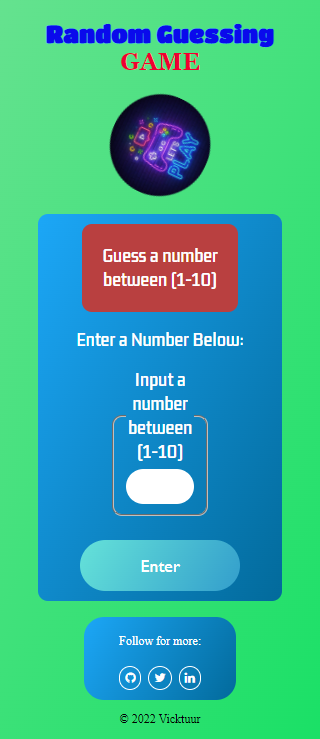 Random Guessing
GAME
LETS
PLAY
Guess a number
between (1-10)
Enter a Number Below:
Input a
number
between
(1-10)
Enter
Follow for more:
© 2022 Vicktuur